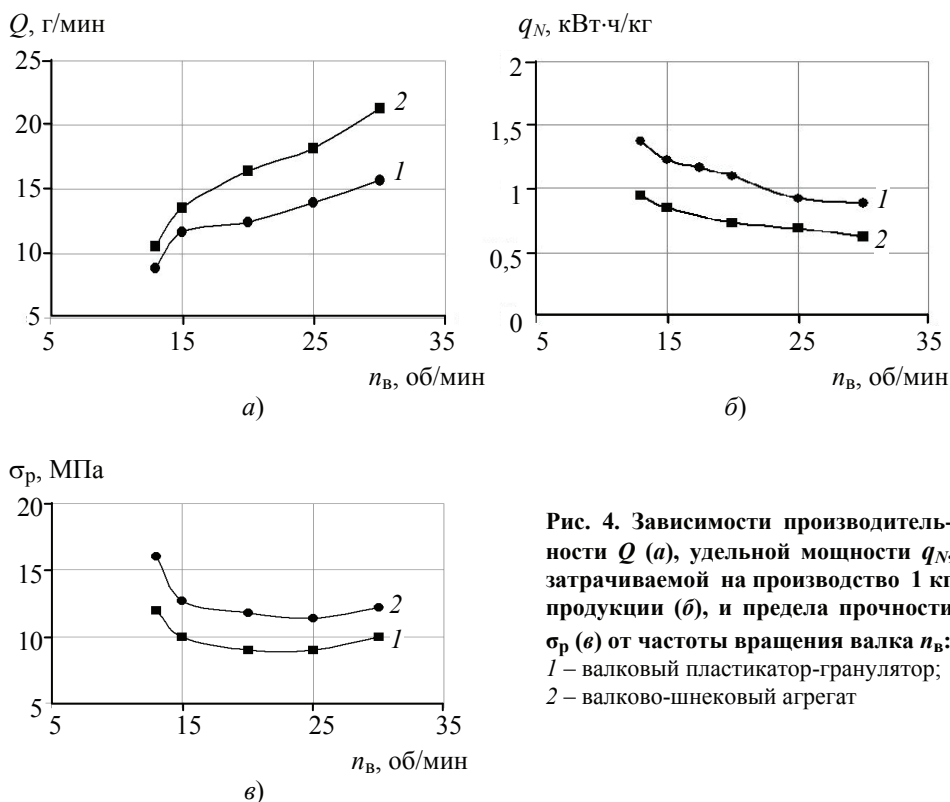 Q, г/мин
25
20
15
10
5
5 15 25 35
2
1
n_в, об/мин
а)
q_N, кВт·ч/кг
2
1,5
1
0,5
0
5 15 25 35
1
2
n_в, об/мин
б)
σ_р, МПа
20
15
10
5
5 15 25 35
2
1
n_в, об/мин
в)
Рис. 4. Зависимости производитель-
ности Q (а), удельной мощности q_N,
затрачиваемой на производство 1 кг
продукции (б), и предела прочности
σ_р (в) от частоты вращения валка n_в:
1 – валковый пластикатор-гранулятор;
2 – валково-шнековый агрегат